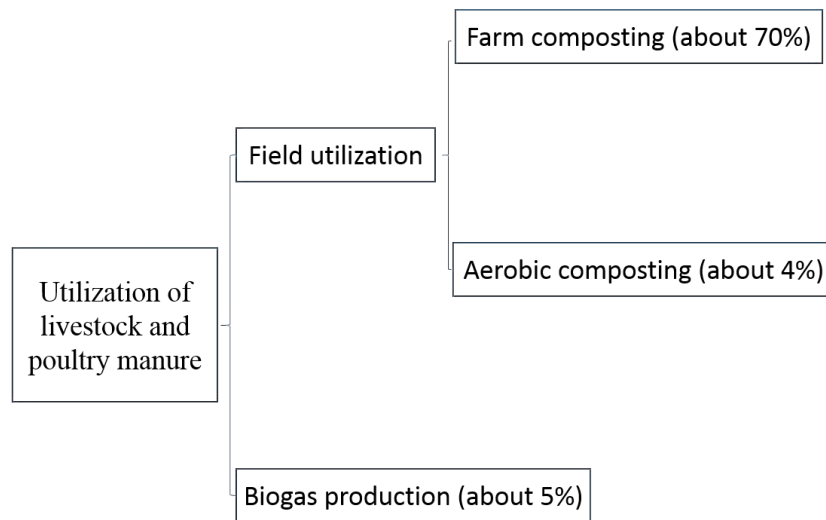 Farm composting (about 70%)
Field utilization
Aerobic composting (about 4%)
Utilization of
livestock and
poultry manure
Biogas production (about 5%)